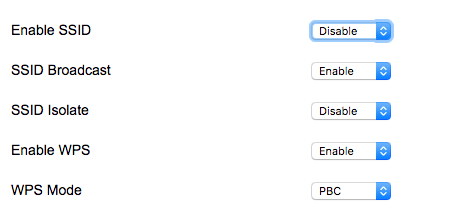 Enable SSID Disable
SSID Broadcast Enable
SSID Isolate Disable
Enable WPS Enable
WPS Mode PBC